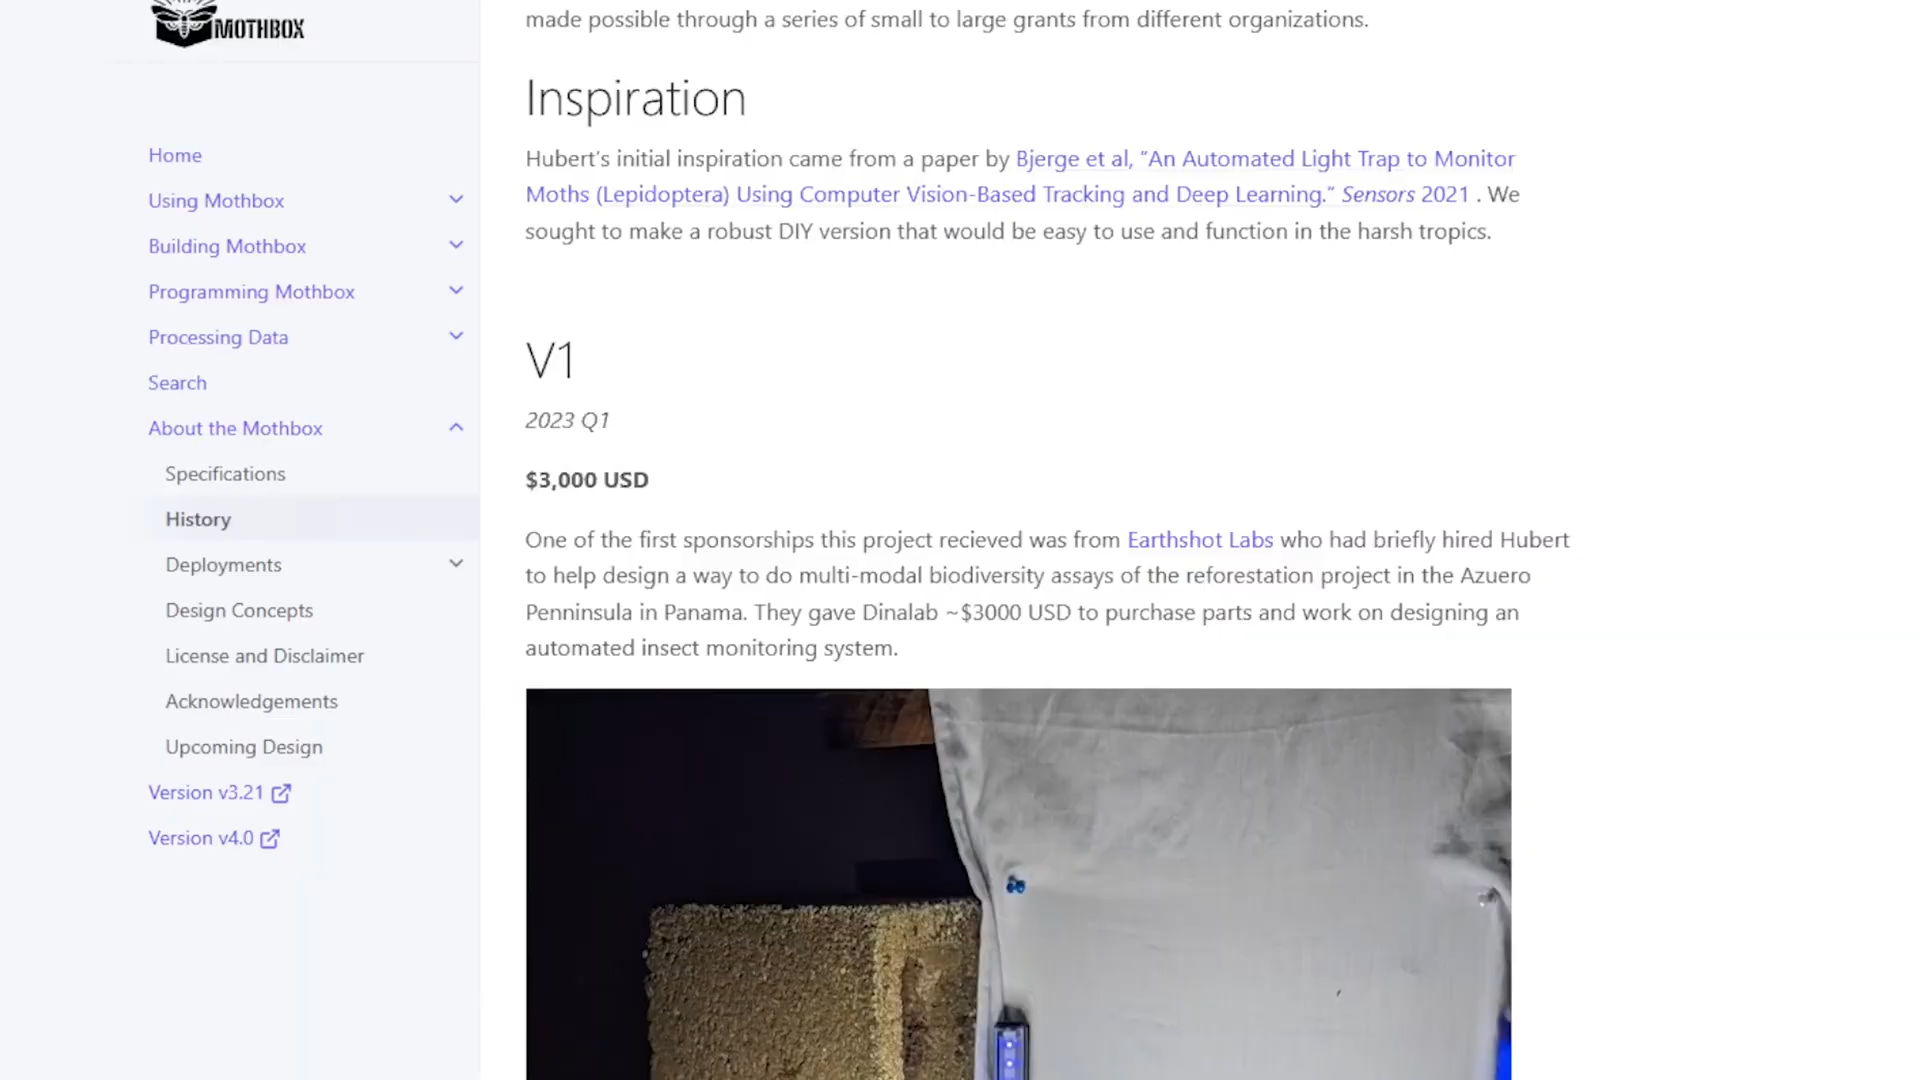 MOTHBOX
Home
Using Mothbox
Building Mothbox
Programming Mothbox
Processing Data
Search
About the Mothbox
Specifications
History
Deployments
Design Concepts
License and Disclaimer
Acknowledgements
Upcoming Design
Version v3.21
Version v4.0
made possible through a series of small to large grants from different organizations.
Inspiration
Hubert's initial inspiration came from a paper by Bjerge et al, “An Automated Light Trap to Monitor
Moths (Lepidoptera) Using Computer Vision-Based Tracking and Deep Learning.” Sensors 2021 . We
sought to make a robust DIY version that would be easy to use and function in the harsh tropics.
V1
2023 Q1
$3,000 USD
One of the first sponsorships this project recieved was from Earthshot Labs who had briefly hired Hubert
to help design a way to do multi-modal biodiversity assays of the reforestation project in the Azuero
Penninsula in Panama. They gave Dinalab ~$3000 USD to purchase parts and work on designing an
automated insect monitoring system.